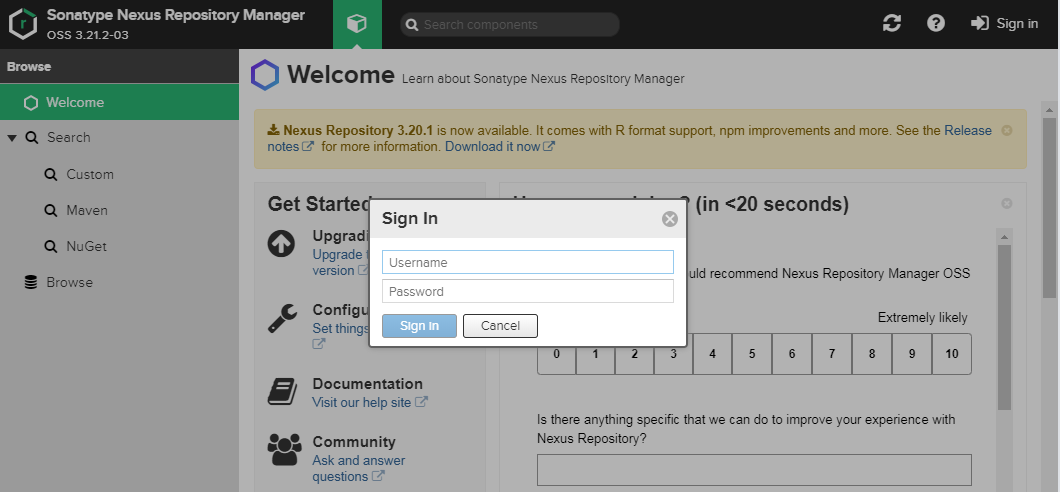 Sonatype Nexus Repository Manager
OSS 3.21.2-03
Search components
Sign in
Browse
Welcome
Search
Custom
Maven
NuGet
Browse
Welcome Learn about Sonatype Nexus Repository Manager
Nexus Repository 3.20.1 is now available. It comes with R format support, npm improvements and more. See the Release
notes for more information. Download it now
Get Started
Upgradi
Upgrade t
version
Configu
Set things
Documentation
Visit our help site
Community
Ask and answer
questions
? (in <20 seconds)
uld recommend Nexus Repository Manager OSS
Extremely likely
0 1 2 3 4 5 6 7 8 9 10
Is there anything specific that we can do to improve your experience with
Nexus Repository?
Sign In
Username
Password
Sign in
Cancel